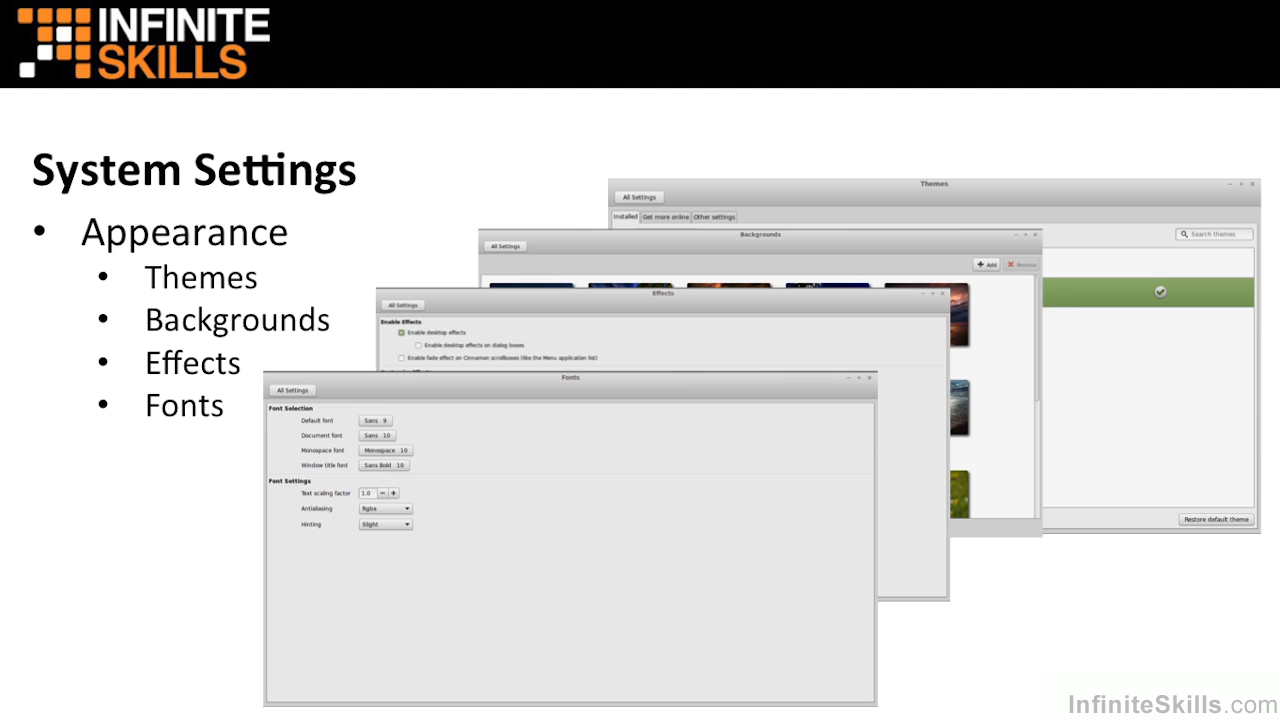 INFINITE
SKILLS
System Settings
• Appearance
• Themes
• Backgrounds
• Effects
• Fonts
Themes
All Settings
Installed Get more online Other settings
Search themes
Restore default theme
Backgrounds
All Settings
Add Remove
Effects
All Settings
Enable Effects
Enable desktop effects
Enable desktop effects on dialog boxes
Enable fade effect on Cinnamon scrollboxes (like the Menu application list)
Fonts
All Settings
Font Selection
Default font Sans 9
Document font Sans 10
Monospace font Monospace 10
Window title font Sans Bold 10
Font Settings
Text scaling factor 1.0 − +
Antialiasing Rgba
Hinting Slight
InfiniteSkills.com